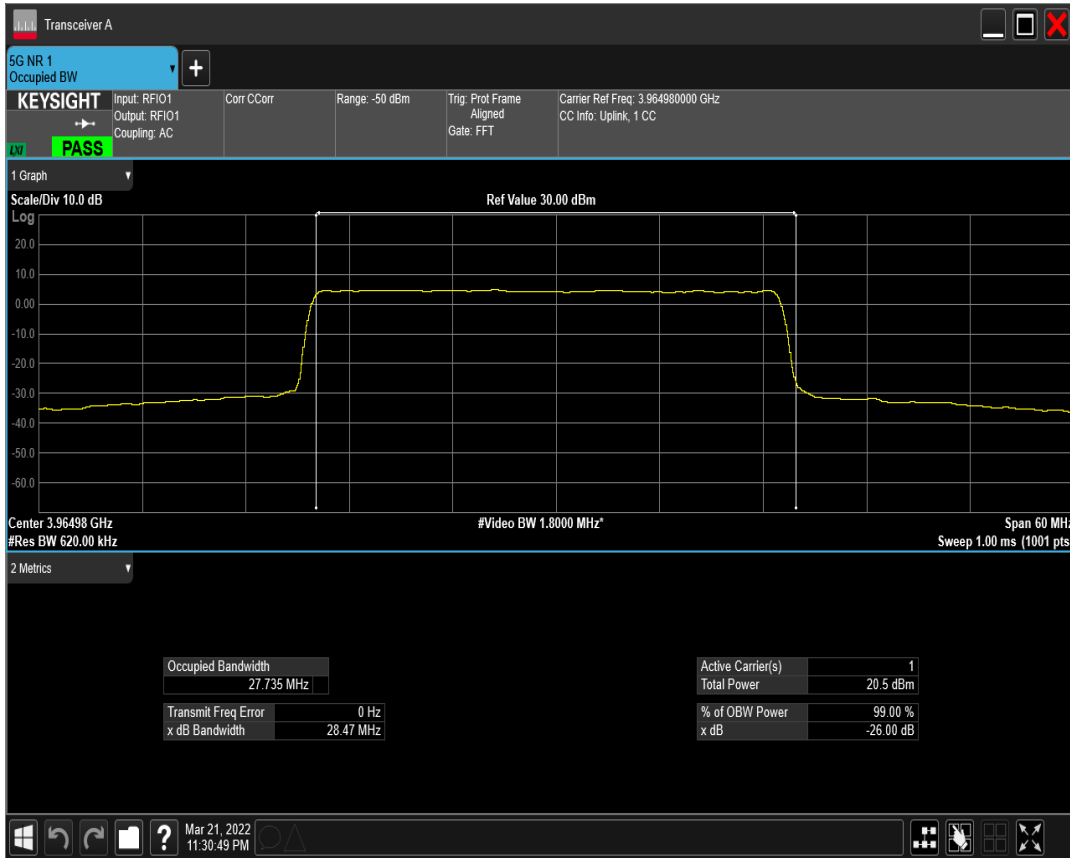 Transceiver A
5G NR 1
Occupied BW
KEYSIGHT
LXI
PASS
Input: RFIO1
Output: RFIO1
Coupling: AC
Corr CCorr
Range: -50 dBm
Trig: Prot Frame
Aligned
Gate: FFT
Carrier Ref Freq: 3.964980000 GHz
CC Info: Uplink, 1 CC
1 Graph
Scale/Div 10.0 dB
Ref Value 30.00 dBm
Log
20.0
10.0
0.00
-10.0
-20.0
-30.0
-40.0
-50.0
-60.0
Center 3.96498 GHz
#Video BW 1.8000 MHz*
Span 60 MHz
#Res BW 620.00 kHz
Sweep 1.00 ms (1001 pts
2 Metrics
Occupied Bandwidth
27.735 MHz
Transmit Freq Error 0 Hz
x dB Bandwidth 28.47 MHz
Active Carrier(s) 1
Total Power 20.5 dBm
% of OBW Power 99.00 %
x dB -26.00 dB
?
Mar 21, 2022
11:30:49 PM